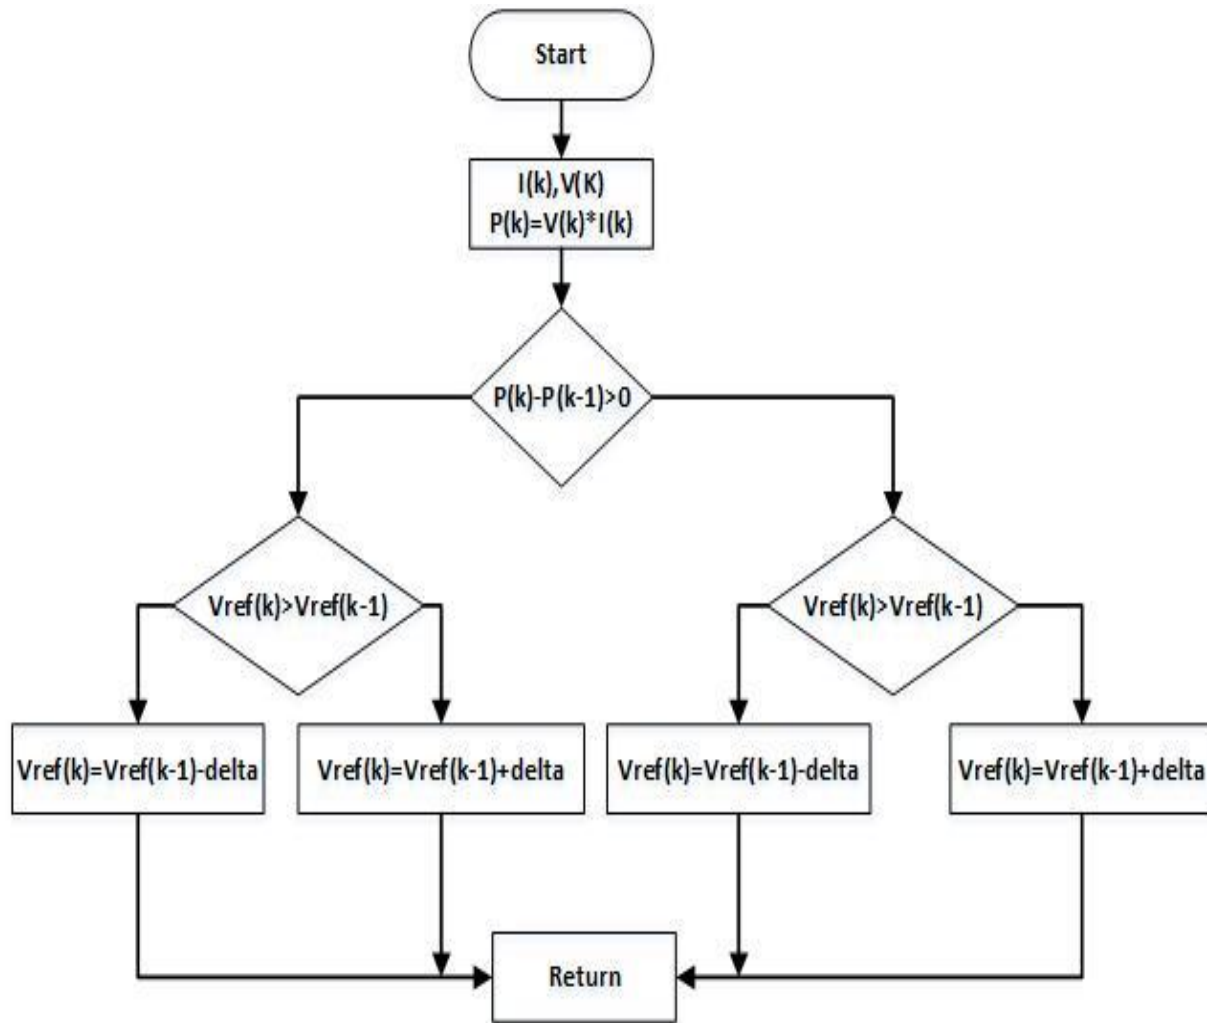 Start
I(k),V(K)
P(k)=V(k)*I(k)
P(k)-P(k-1)>0
Vref(k)>Vref(k-1)
Vref(k)>Vref(k-1)
Vref(k)=Vref(k-1)-delta
Vref(k)=Vref(k-1)+delta
Vref(k)=Vref(k-1)-delta
Vref(k)=Vref(k-1)+delta
Return